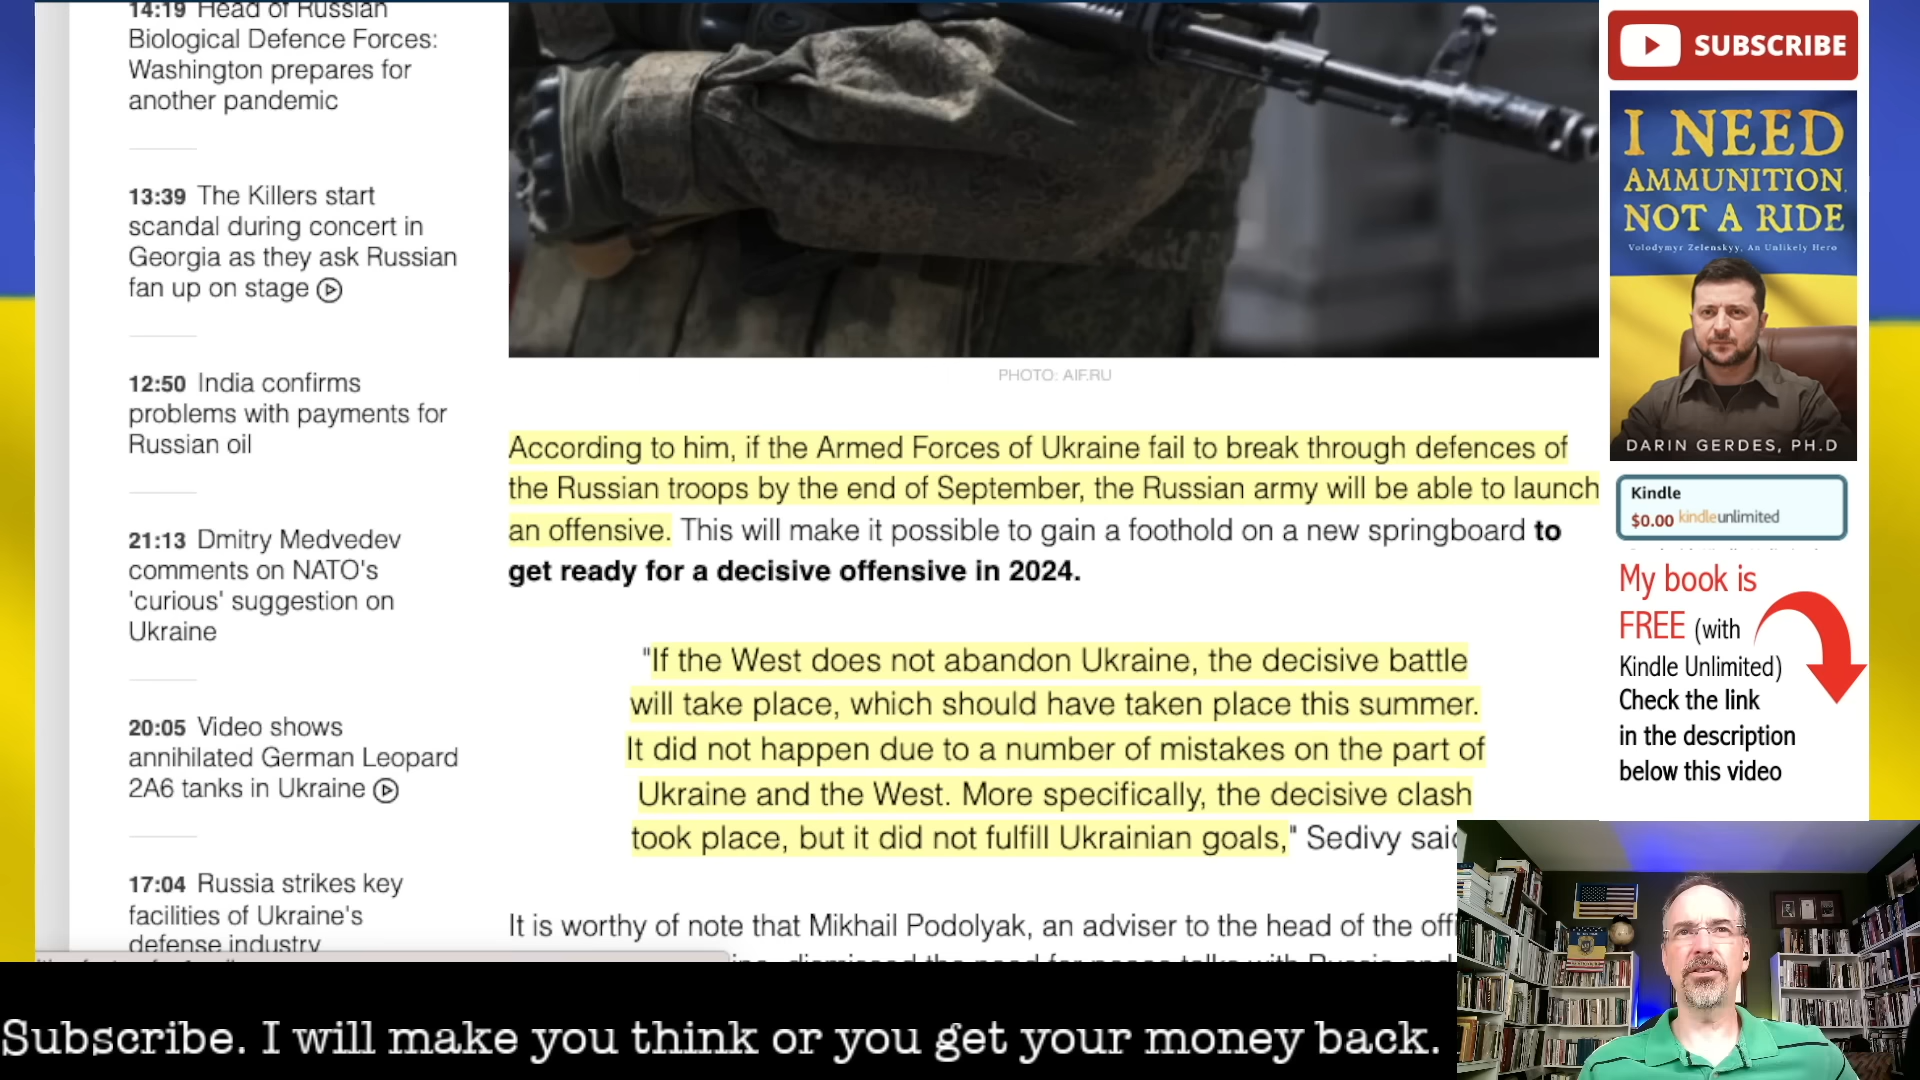 14:19 Head of Russian
Biological Defence Forces:
Washington prepares for
another pandemic
13:39 The Killers start
scandal during concert in
Georgia as they ask Russian
fan up on stage
12:50 India confirms
problems with payments for
Russian oil
21:13 Dmitry Medvedev
comments on NATO's
'curious' suggestion on
Ukraine
20:05 Video shows
annihilated German Leopard
2A6 tanks in Ukraine
17:04 Russia strikes key
facilities of Ukraine's
defense industry
PHOTO: AIF.RU
According to him, if the Armed Forces of Ukraine fail to break through defences of
the Russian troops by the end of September, the Russian army will be able to launch
an offensive. This will make it possible to gain a foothold on a new springboard to
get ready for a decisive offensive in 2024.
"If the West does not abandon Ukraine, the decisive battle
will take place, which should have taken place this summer.
It did not happen due to a number of mistakes on the part of
Ukraine and the West. More specifically, the decisive clash
took place, but it did not fulfill Ukrainian goals," Sedivy said
It is worthy of note that Mikhail Podolyak, an adviser to the head of the offi
dismissed the need for peace talks with Russia and
SUBSCRIBE
I NEED
AMMUNITION,
NOT A RIDE
Volodymyr Zelenskyy, An Unlikely Hero
DARIN GERDES, PH.D
Kindle
$0.00 kindleunlimited
My book is
FREE (with
Kindle Unlimited)
Check the link
in the description
below this video
Subscribe. I will make you think or you get your money back.